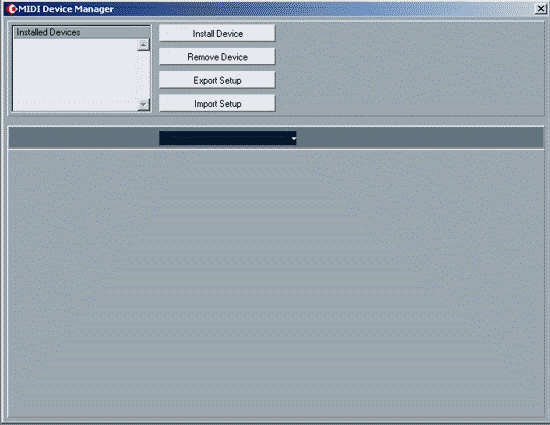 MIDI Device Manager
Installed Devices
Install Device
Remove Device
Export Setup
Import Setup